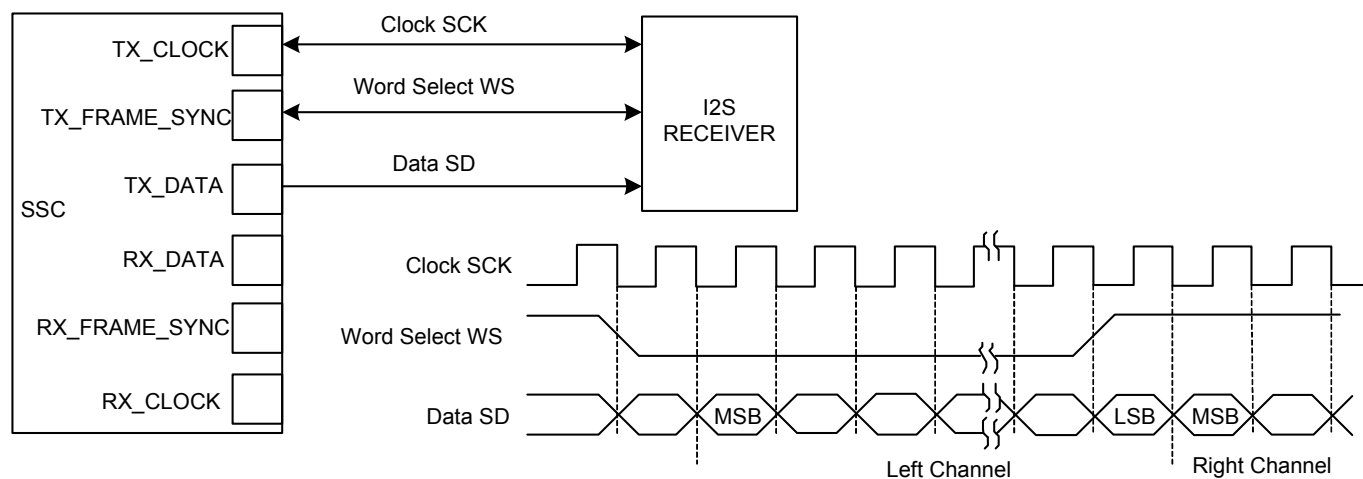 Clock SCK
TX_CLOCK
Word Select WS
TX_FRAME_SYNC
I2S
RECEIVER
Data SD
TX_DATA
SSC
RX_DATA
RX_FRAME_SYNC
RX_CLOCK
Clock SCK
Word Select WS
Data SD
MSB
LSB
MSB
Left Channel
Right Channel